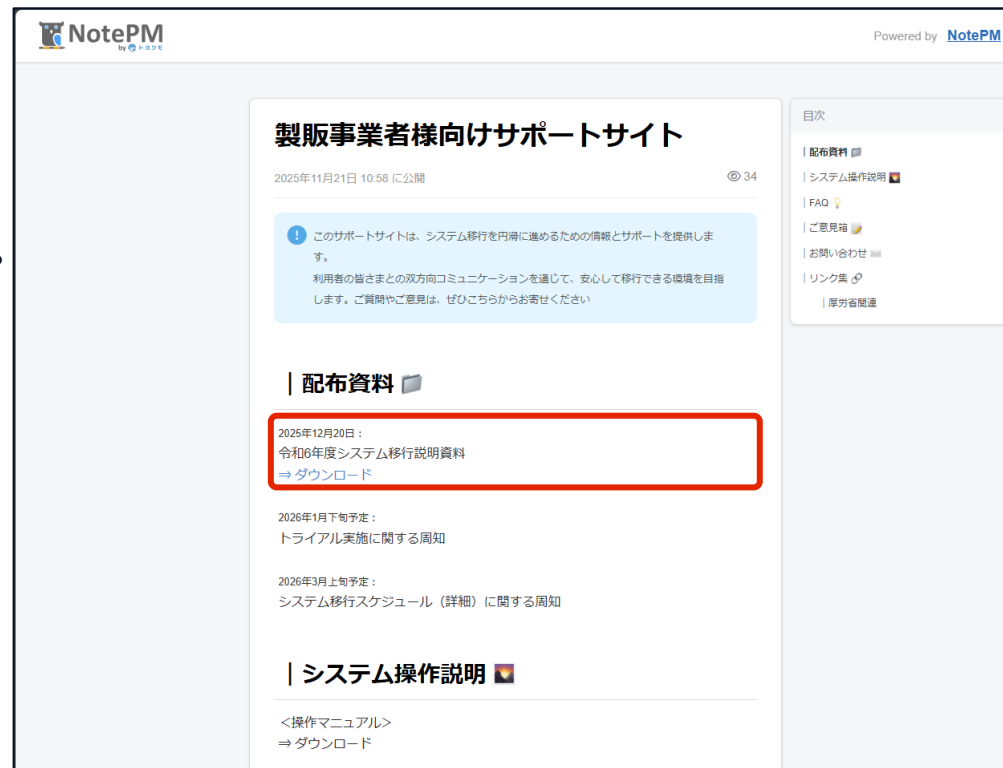 NotePM
by トヨクモ
Powered by NotePM
製販事業者様向けサポートサイト
2025年11月21日 10:58 に公開
34
このサポートサイトは、システム移行を円滑に進めるための情報とサポートを提供しま
す。
利用者の皆さまとの双方向コミュニケーションを通じて、安心して移行できる環境を目指
します。ご質問やご意見は、ぜひこちらからお寄せください
｜配布資料
2025年12月20日：
令和6年度システム移行説明資料
⇒ ダウンロード
2026年1月下旬予定：
トライアル実施に関する周知
2026年3月上旬予定：
システム移行スケジュール（詳細）に関する周知
｜システム操作説明
＜操作マニュアル＞
⇒ ダウンロード
目次
| 配布資料
| システム操作説明
| FAQ
| ご意見箱
| お問い合わせ
| リンク集
| 厚労省関連